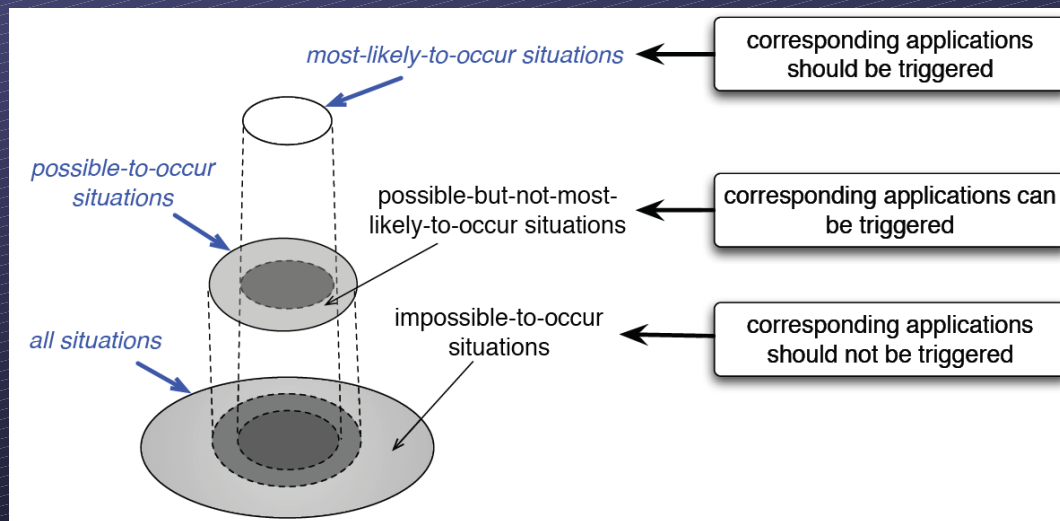 most-likely-to-occur situations
corresponding applications
should be triggered
possible-to-occur
situations
possible-but-not-most-
likely-to-occur situations
corresponding applications can
be triggered
all situations
impossible-to-occur
situations
corresponding applications
should not be triggered